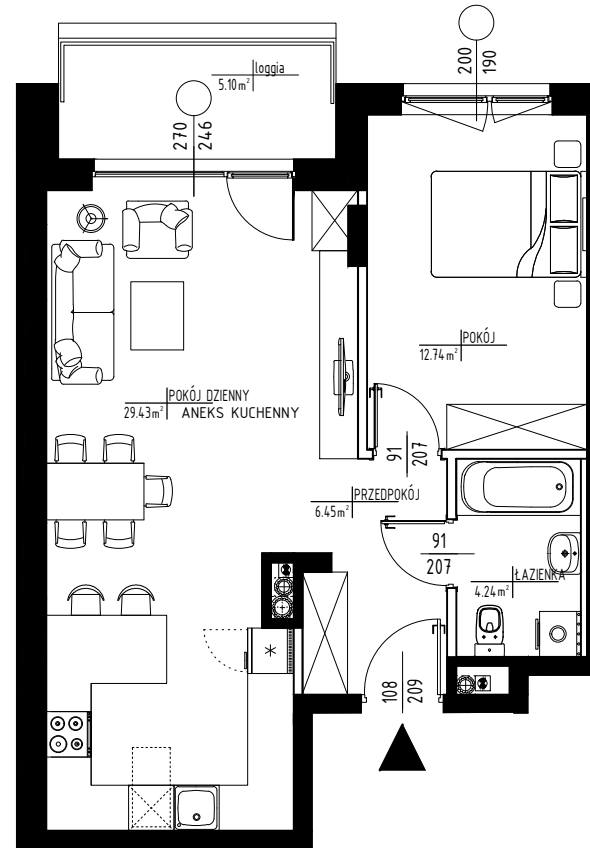 200
190
loggia
5.10 m²
270
246
POKÓJ
12.74 m²
POKÓJ DZIENNY
29.43 m² ANEKS KUCHENNY
91
207
PRZEDPOKÓJ
6.45 m²
91
207
ŁAZIENKA
4.24 m²
108
209